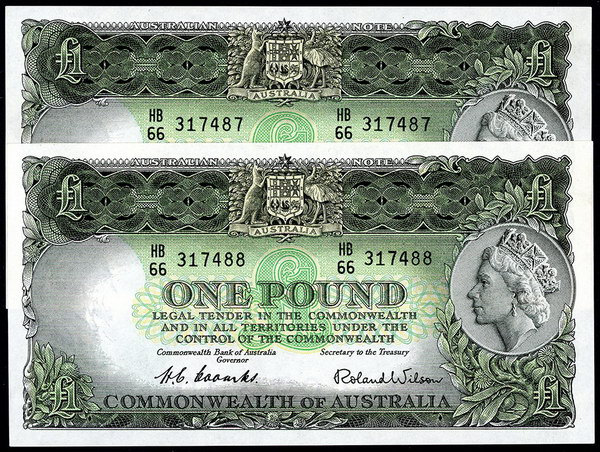 AUSTRALIAN NOTE
£1 £1
AUSTRALIA
HB 66 317487 HB 66 317487
AUSTRALIAN NOTE
£1 £1
AUSTRALIA
HB 66 317488 HB 66 317488
ONE POUND
LEGAL TENDER IN THE COMMONWEALTH
AND IN ALL TERRITORIES UNDER THE
CONTROL OF THE COMMONWEALTH
Commonwealth Bank of Australia Secretary to the Treasury
Governor
H.C. Coombs. Roland Wilson
£1 £1
COMMONWEALTH OF AUSTRALIA